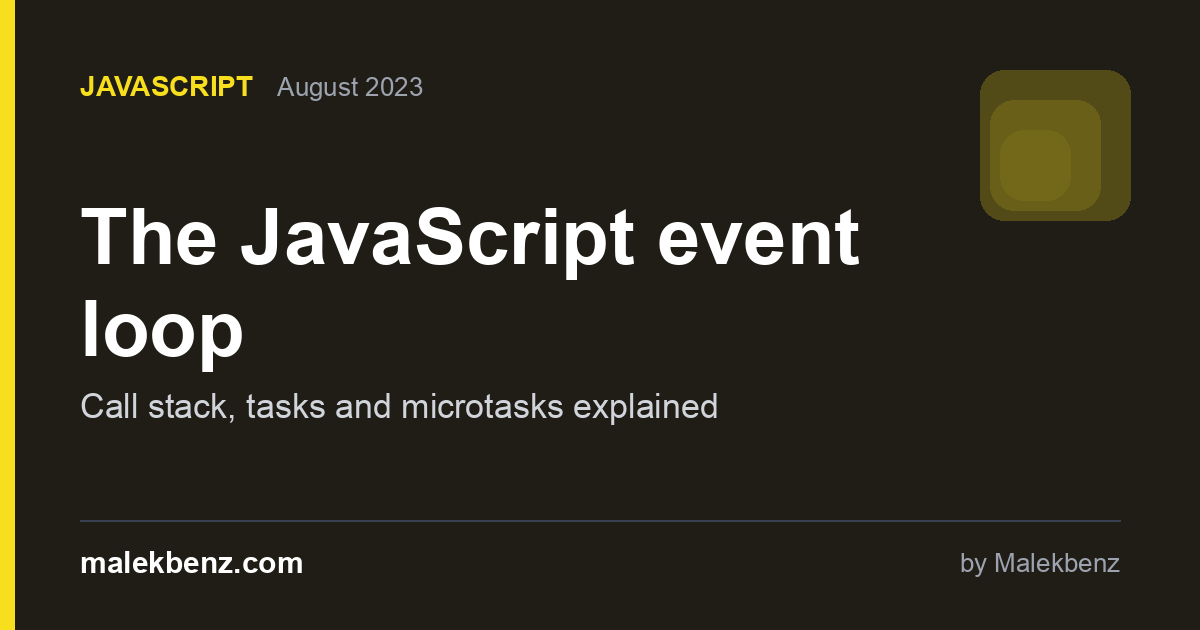 JAVASCRIPT August 2023
The JavaScript event
loop
Call stack, tasks and microtasks explained
malekbenz.com
by Malekbenz